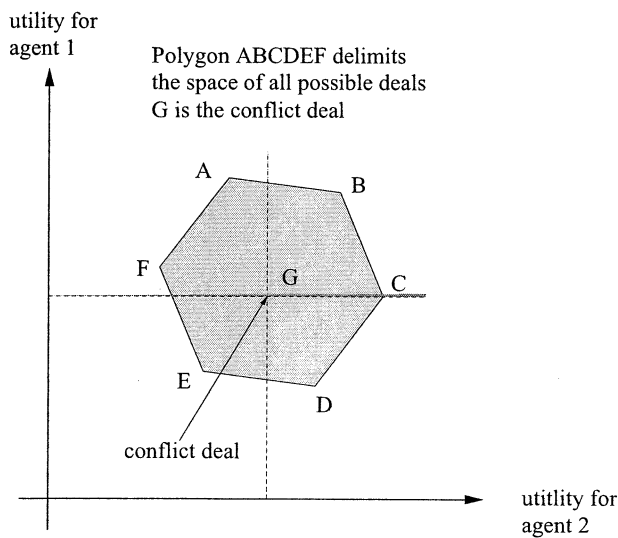 utility for
agent 1
Polygon ABCDEF delimits
the space of all possible deals
G is the conflict deal
A
B
F
G
C
E
D
conflict deal
utitlity for
agent 2